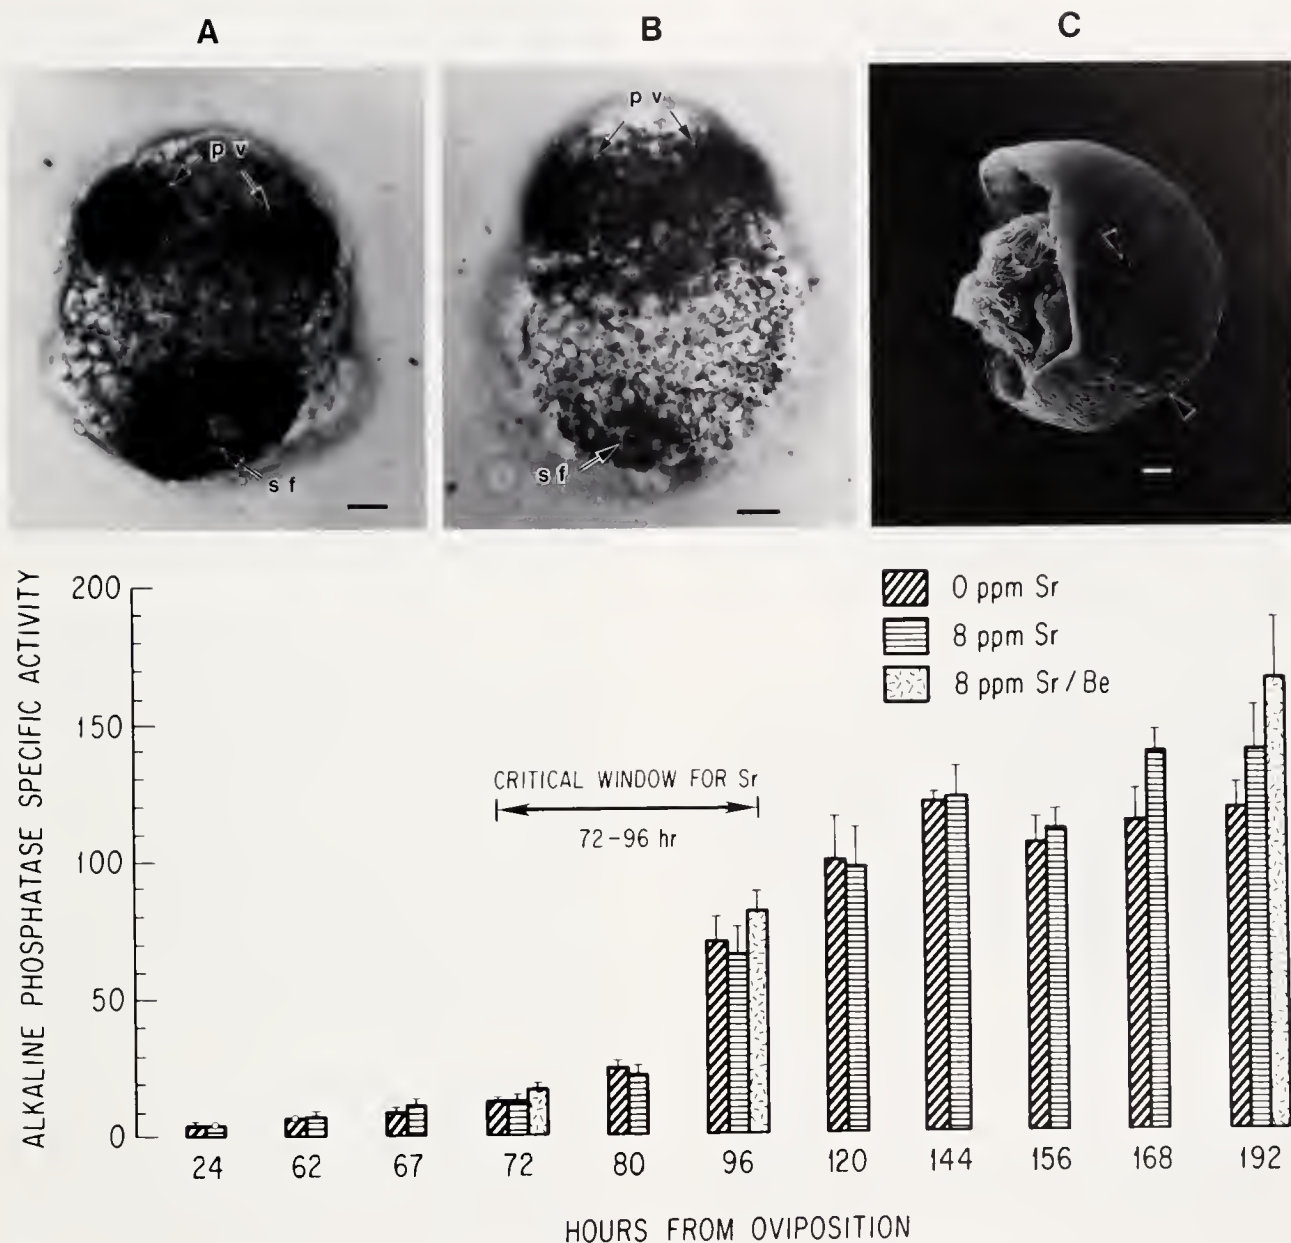 A
B
C
p v
s f
p v
s f
ALKALINE PHOSPHATASE SPECIFIC ACTIVITY
200
150
100
50
0
0 ppm Sr
8 ppm Sr
8 ppm Sr / Be
CRITICAL WINDOW FOR Sr
72-96 hr
24 62 67 72 80 96 120 144 156 168 192
HOURS FROM OVIPOSITION